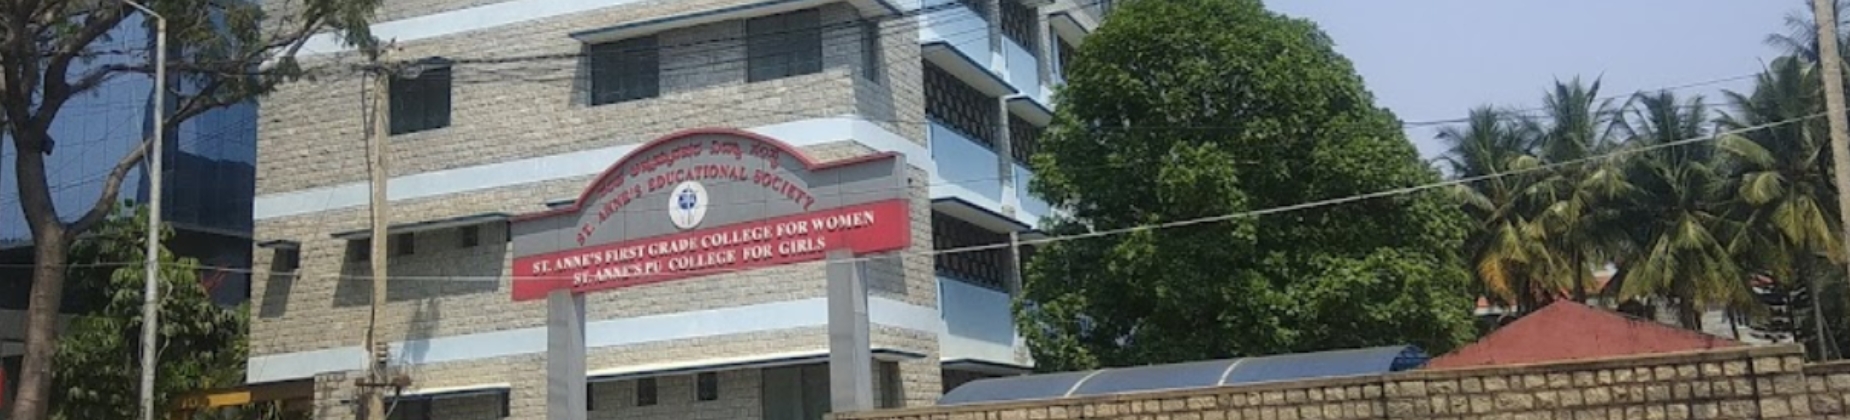 ವಿದ್ಯಾ ಸಂಸ್ಥೆ
ST. ANNE'S EDUCATIONAL SOCIETY
ST. ANNE'S FIRST GRADE COLLEGE FOR WOMEN
ST. ANNE'S PU COLLEGE FOR GIRLS